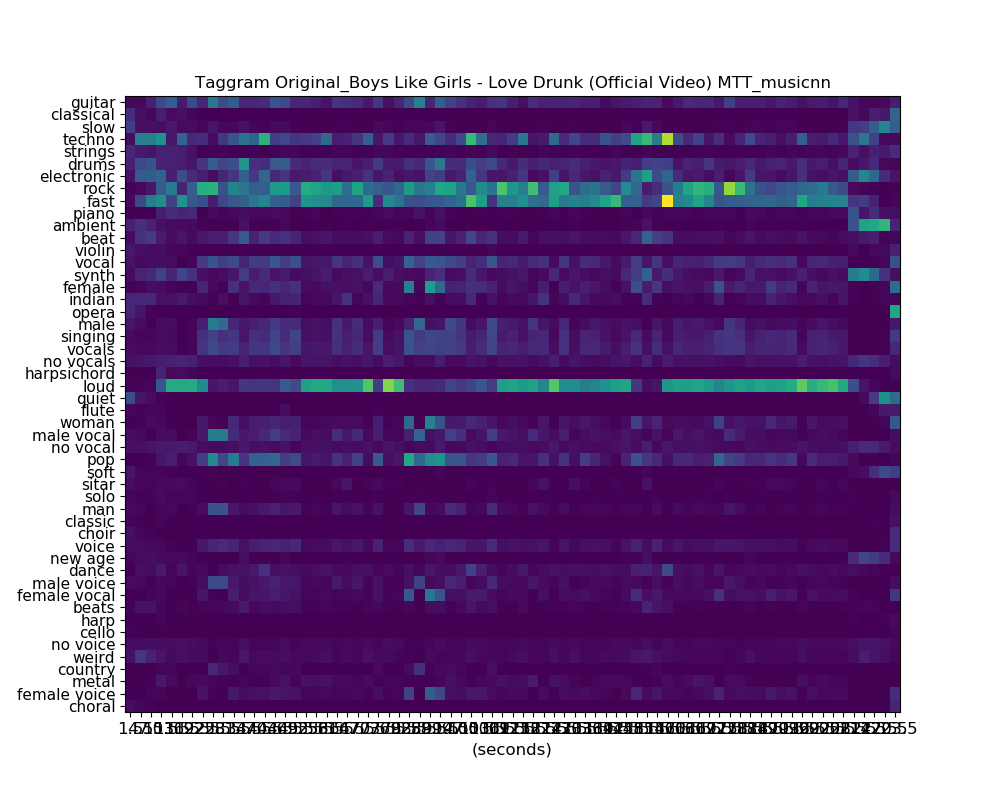 Taggram Original_Boys Like Girls - Love Drunk (Official Video) MTT_musicnn
guitar
classical
slow
techno
strings
drums
electronic
rock
fast
piano
ambient
beat
violin
vocal
synth
female
indian
opera
male
singing
vocals
no vocals
harpsichord
loud
quiet
flute
woman
male vocal
no vocal
pop
soft
sitar
solo
man
classic
choir
voice
new age
dance
male voice
female vocal
beats
harp
cello
no voice
weird
country
metal
female voice
choral
(seconds)